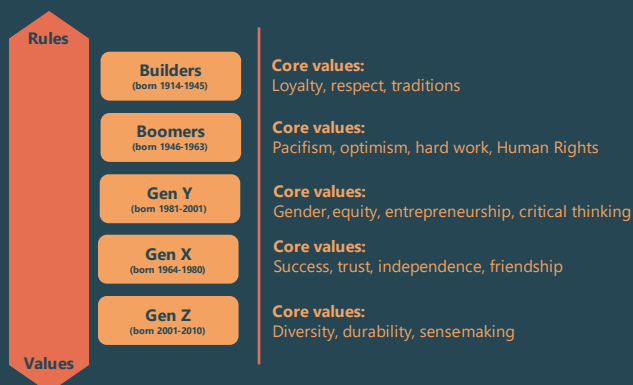 Rules
Builders
(born 1914-1945)
Core values:
Loyalty, respect, traditions
Boomers
(born 1946-1963)
Core values:
Pacifism, optimism, hard work, Human Rights
Gen Y
(born 1981-2001)
Core values:
Gender, equity, entrepreneurship, critical thinking
Gen X
(born 1964-1980)
Core values:
Success, trust, independence, friendship
Gen Z
(born 2001-2010)
Core values:
Diversity, durability, sensemaking
Values